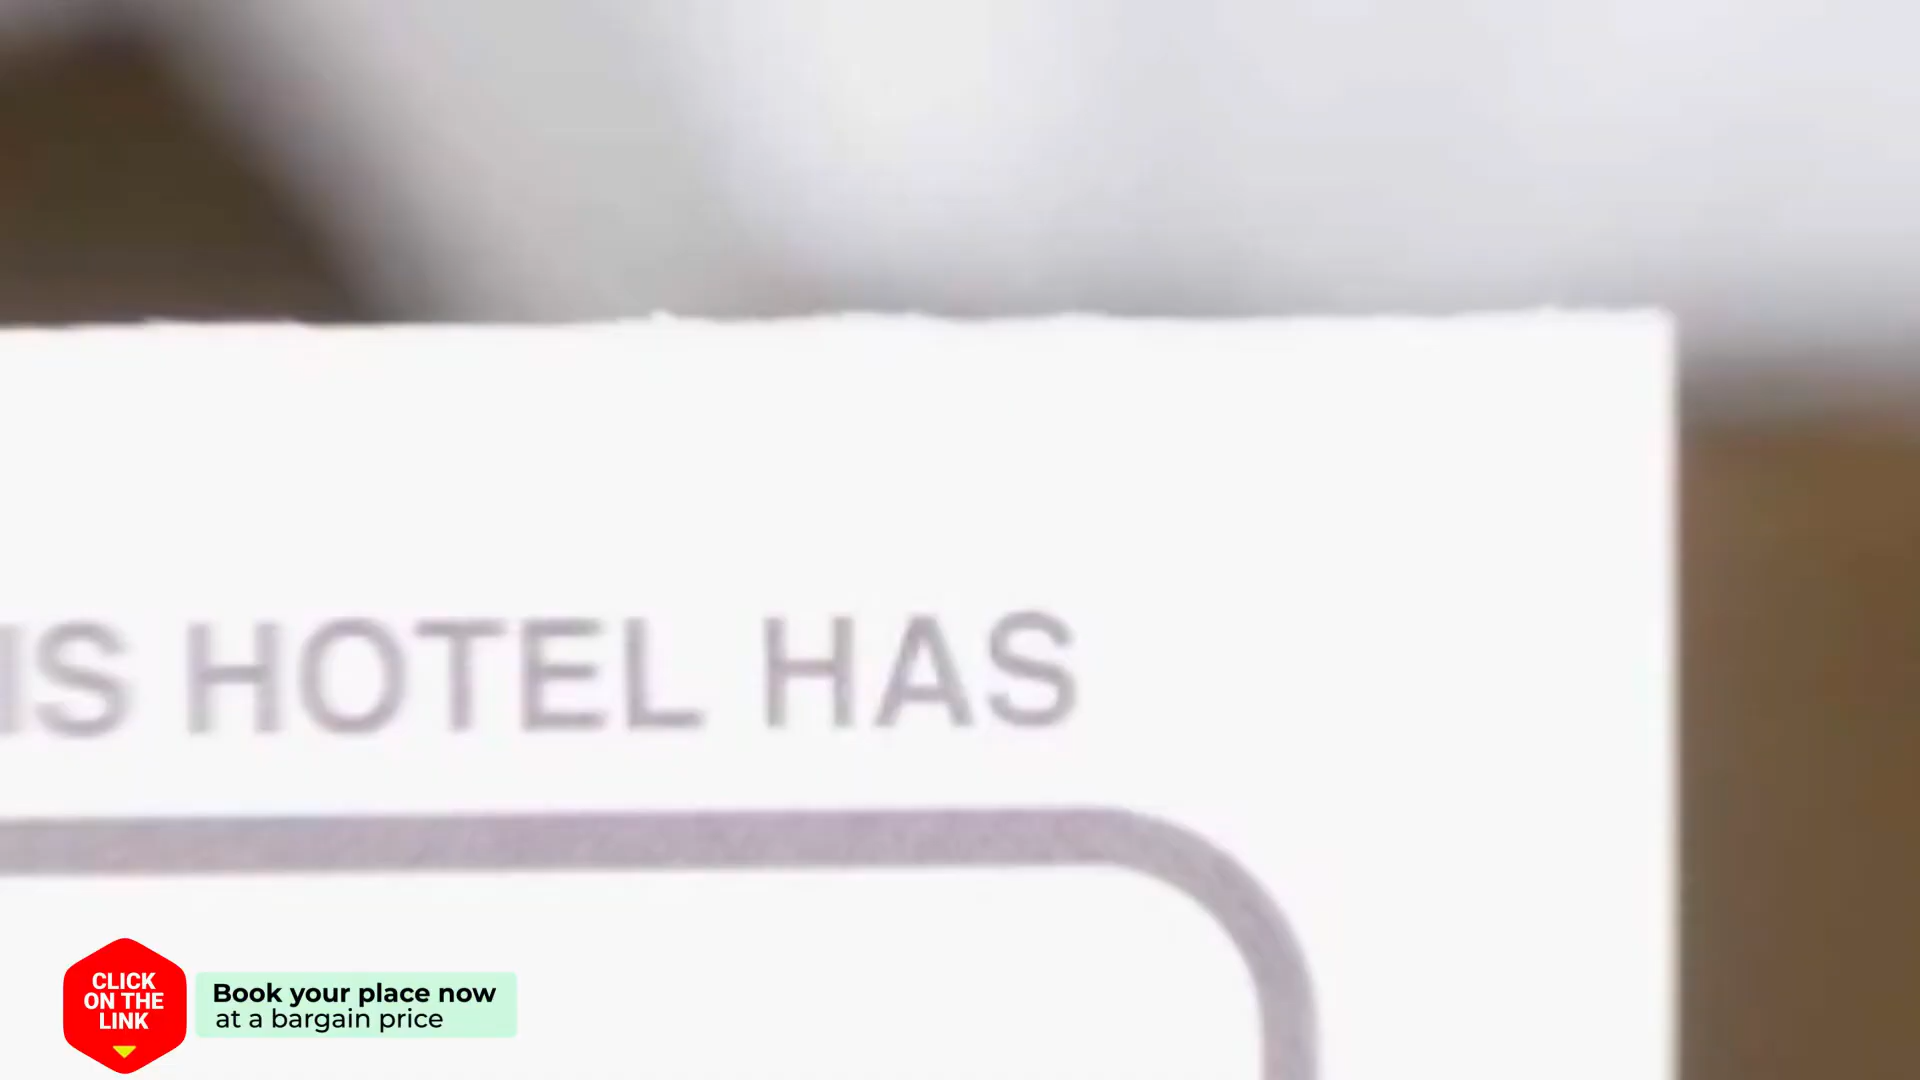 IS HOTEL HAS
CLICK
ON THE
LINK
Book your place now
at a bargain price